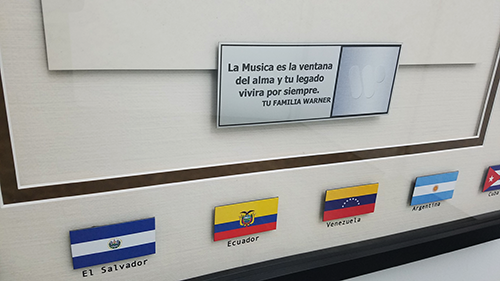 La Musica es la ventana
del alma y tu legado
vivira por siempre.
TU FAMILIA WARNER
El Salvador
Ecuador
Venezuela
Argentina
Cuba